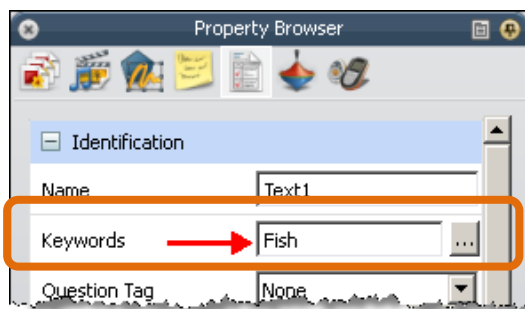 Property Browser
Identification
Name Text1
Keywords Fish ...
Question Tag None